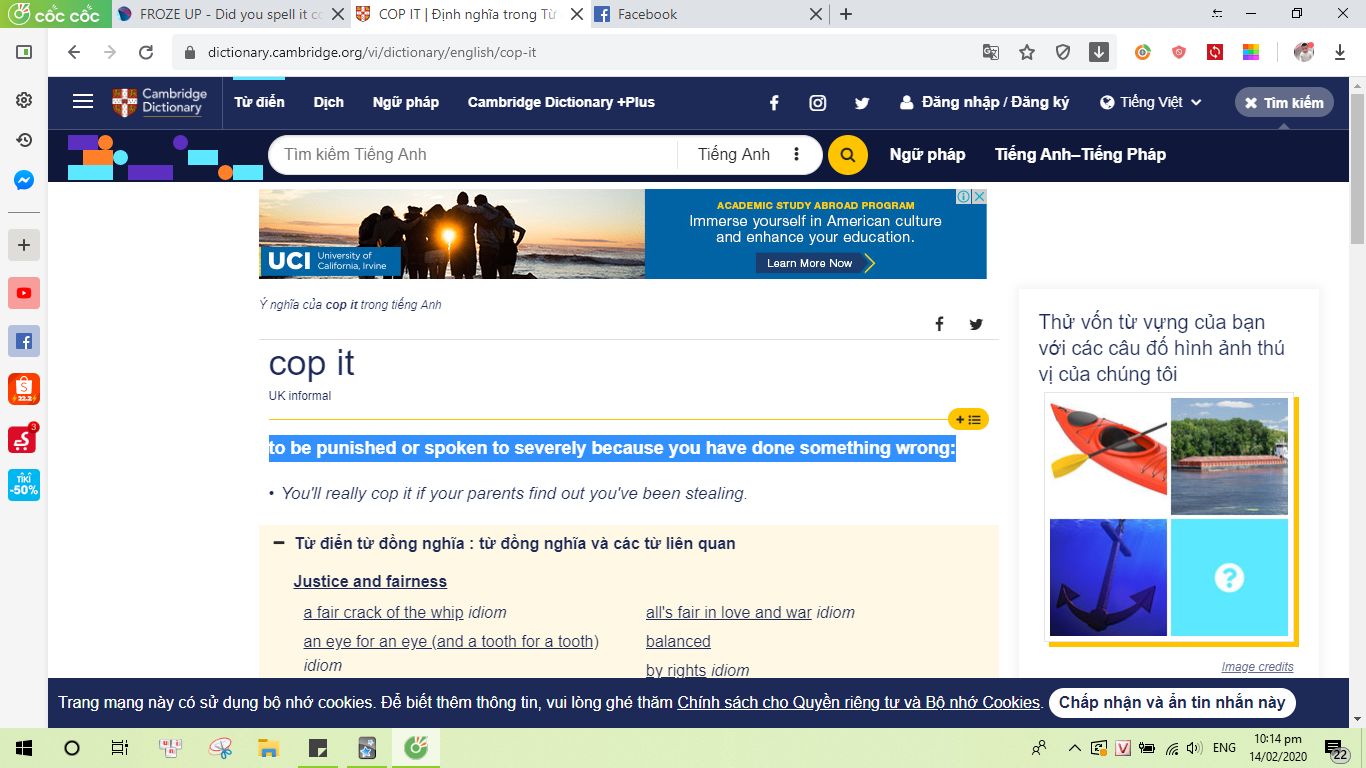 cốc cốc
FROZE UP - Did you spell it co
COP IT | Định nghĩa trong Từ
Facebook
dictionary.cambridge.org/vi/dictionary/english/cop-it
Cambridge
Dictionary
Từ điển
Dịch
Ngữ pháp
Cambridge Dictionary +Plus
Đăng nhập / Đăng ký
Tiếng Việt
Tìm kiếm
Tìm kiếm Tiếng Anh
Tiếng Anh
Ngữ pháp
Tiếng Anh–Tiếng Pháp
ACADEMIC STUDY ABROAD PROGRAM
Immerse yourself in American culture
and enhance your education.
Learn More Now
UCI University of
California, Irvine
Ý nghĩa của cop it trong tiếng Anh
cop it
UK informal
to be punished or spoken to severely because you have done something wrong:
• You'll really cop it if your parents find out you've been stealing.
Từ điển từ đồng nghĩa : từ đồng nghĩa và các từ liên quan
Justice and fairness
a fair crack of the whip idiom
an eye for an eye (and a tooth for a tooth)
idiom
all's fair in love and war idiom
balanced
by rights idiom
Thử vốn từ vựng của bạn
với các câu đố hình ảnh thú
vị của chúng tôi
?
Image credits
22.2
3
TIKI
-50%
Trang mạng này có sử dụng bộ nhớ cookies. Để biết thêm thông tin, vui lòng ghé thăm Chính sách cho Quyền riêng tư và Bộ nhớ Cookies.
Chấp nhận và ẩn tin nhắn này
V
ENG
10:14 pm
14/02/2020
22